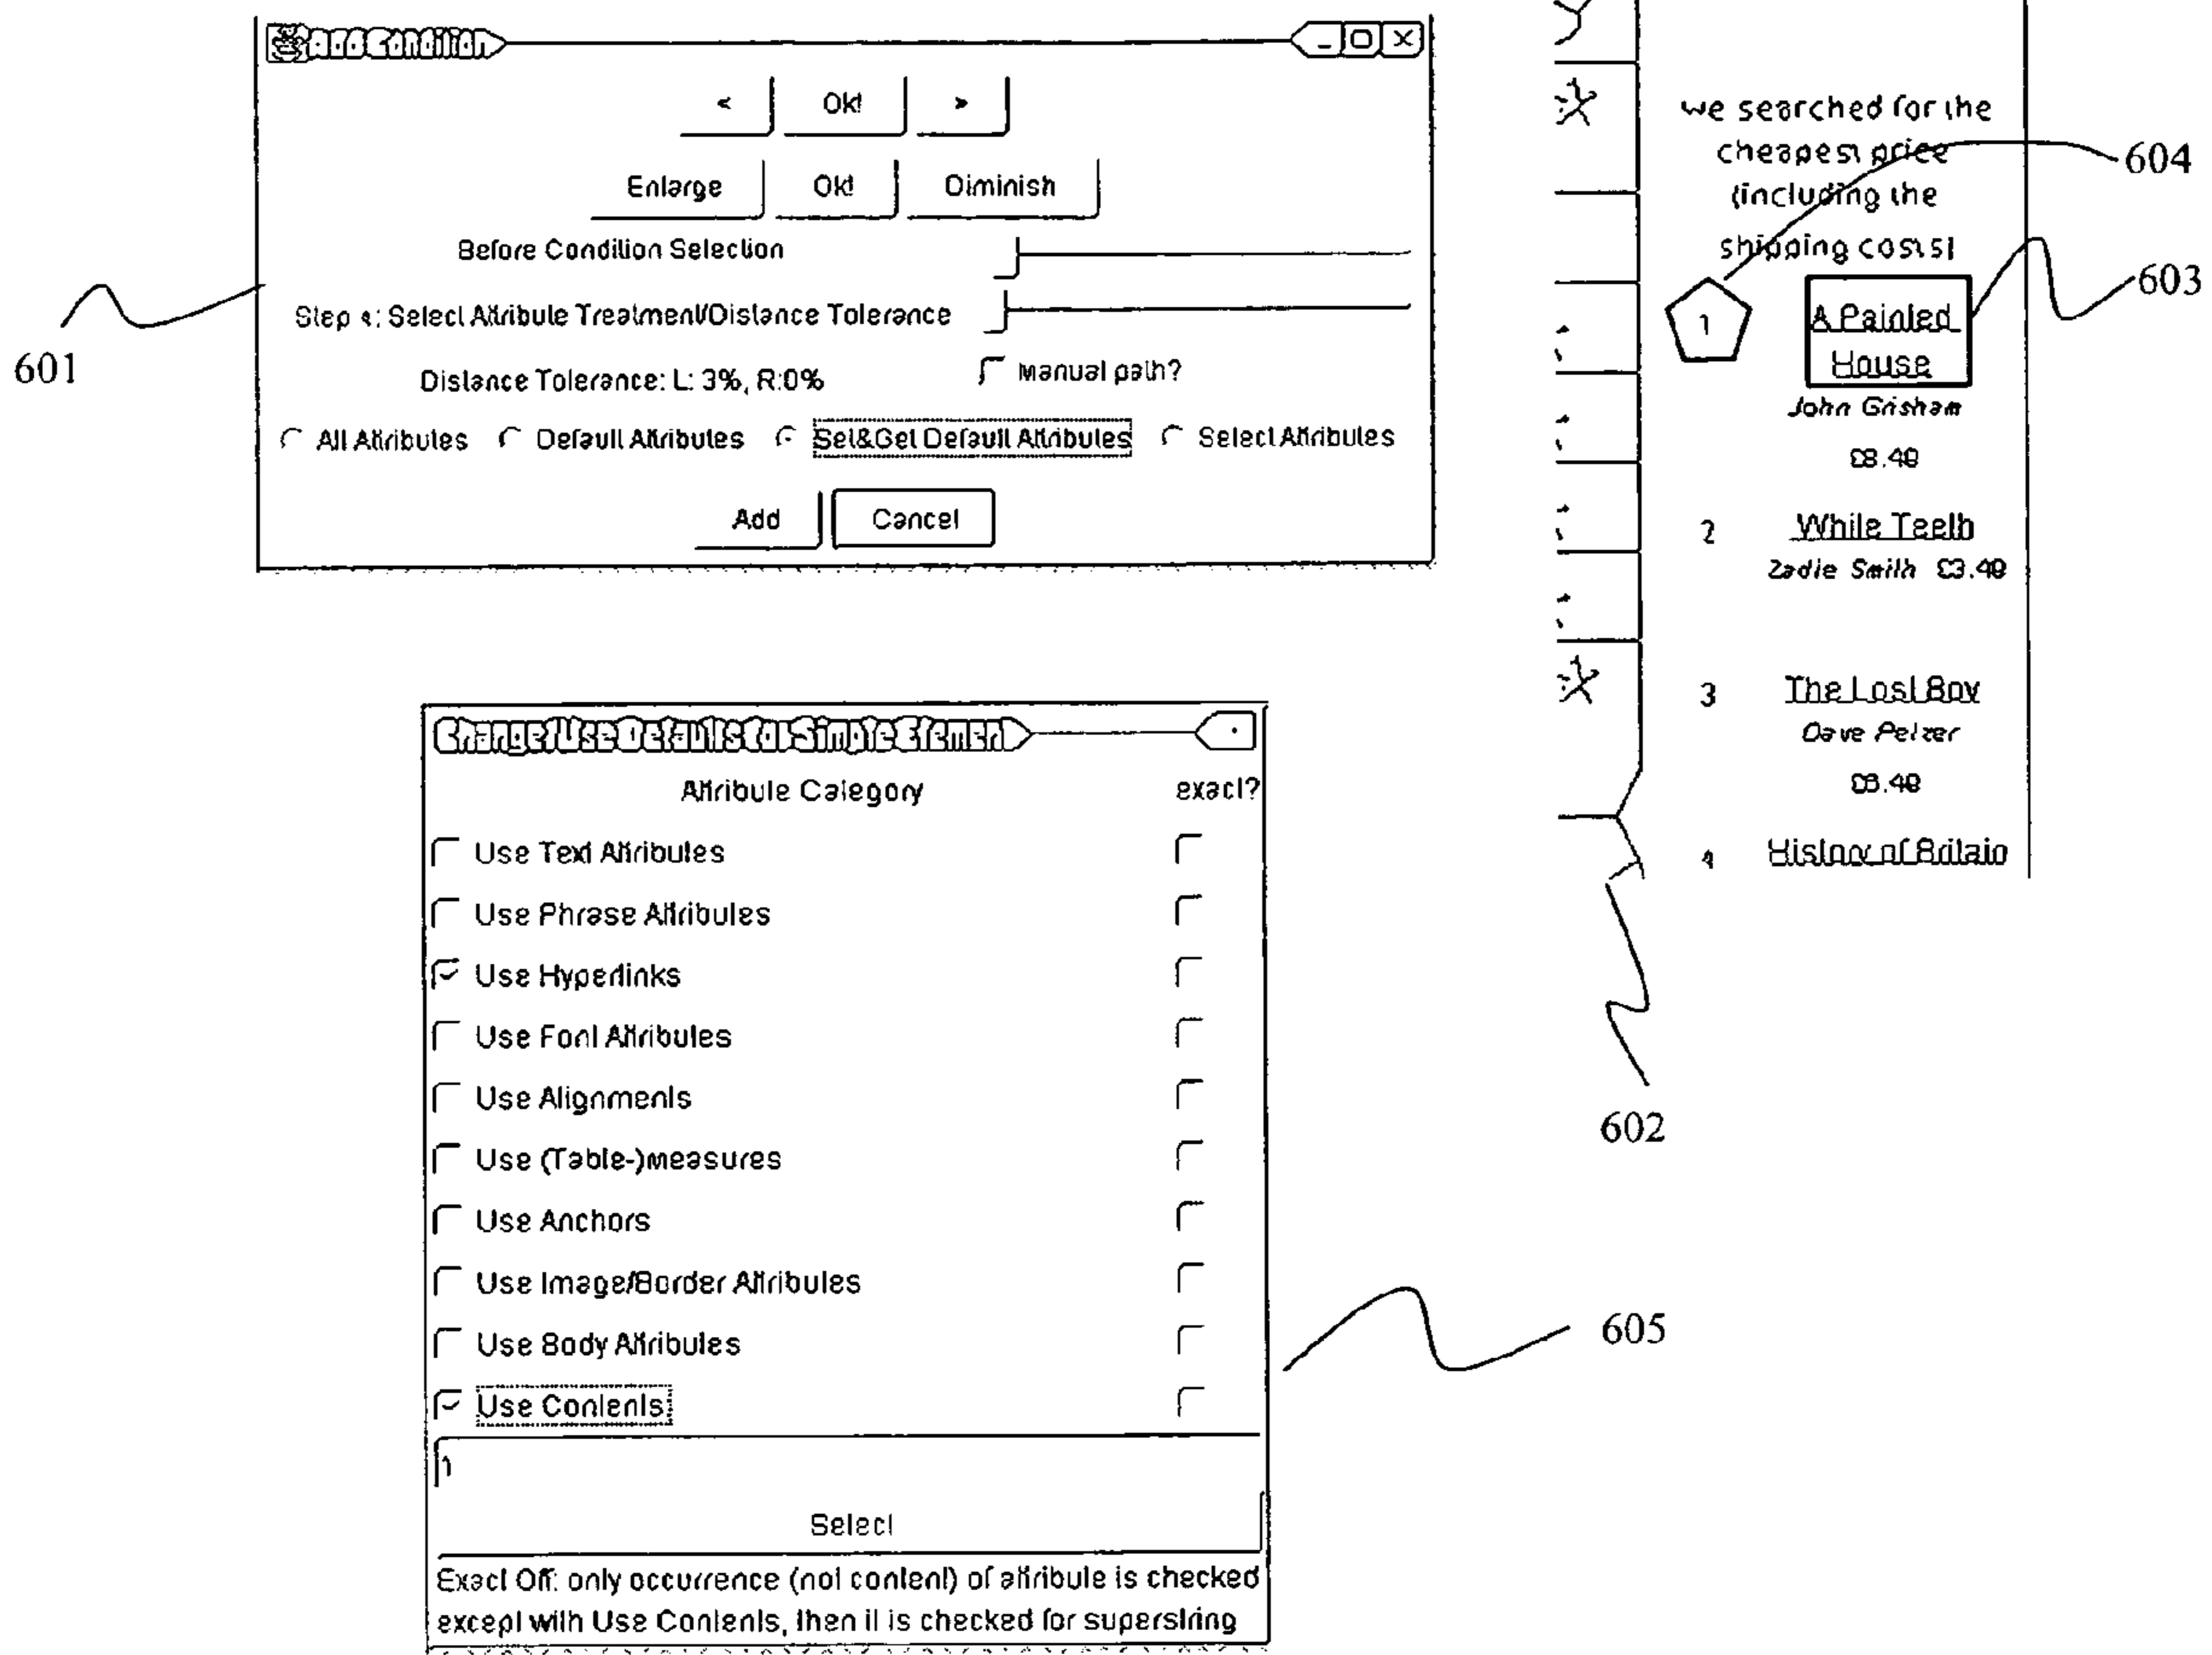 Add Condition
< Ok! >
Enlarge Ok! Diminish
Before Condition Selection
Step 4: Select Attribute Treatment/Distance Tolerance
Distance Tolerance: L: 3%, R:0% Manual path?
All Attributes Default Attributes Set&Get Default Attributes Select Attributes
Add Cancel
601
we searched for the
cheapest price
(including the
shipping costs)
604
603
1 A Painted
House
John Grisham
£8.40
2 White Teeth
Zadie Smith £3.40
3 The Lost Boy
Dave Pelzer
4 History of Britain
602
Change/Use Defaults for Simple Element
Attribute Category exact?
Use Text Attributes
Use Phrase Attributes
Use Hyperlinks
Use Font Attributes
Use Alignments
Use (Table-)measures
Use Anchors
Use Image/Border Attributes
Use Body Attributes
Use Contents
1
Select
Exact Off: only occurrence (not content) of attribute is checked
except with Use Contents, then it is checked for superstring
605